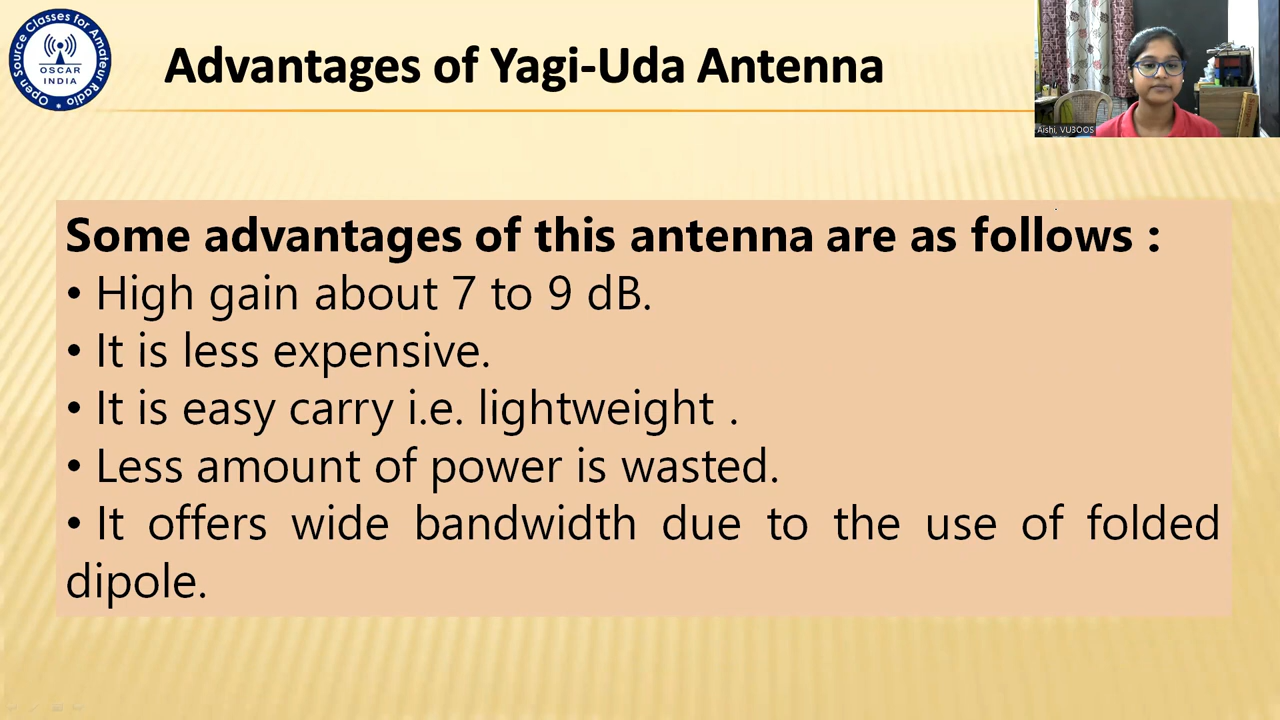 Open Source Classes for Amateur Radio *
OSCAR
INDIA
Advantages of Yagi-Uda Antenna
Aishi, VU3OOS
Some advantages of this antenna are as follows :
• High gain about 7 to 9 dB.
• It is less expensive.
• It is easy carry i.e. lightweight .
• Less amount of power is wasted.
• It offers wide bandwidth due to the use of folded
dipole.